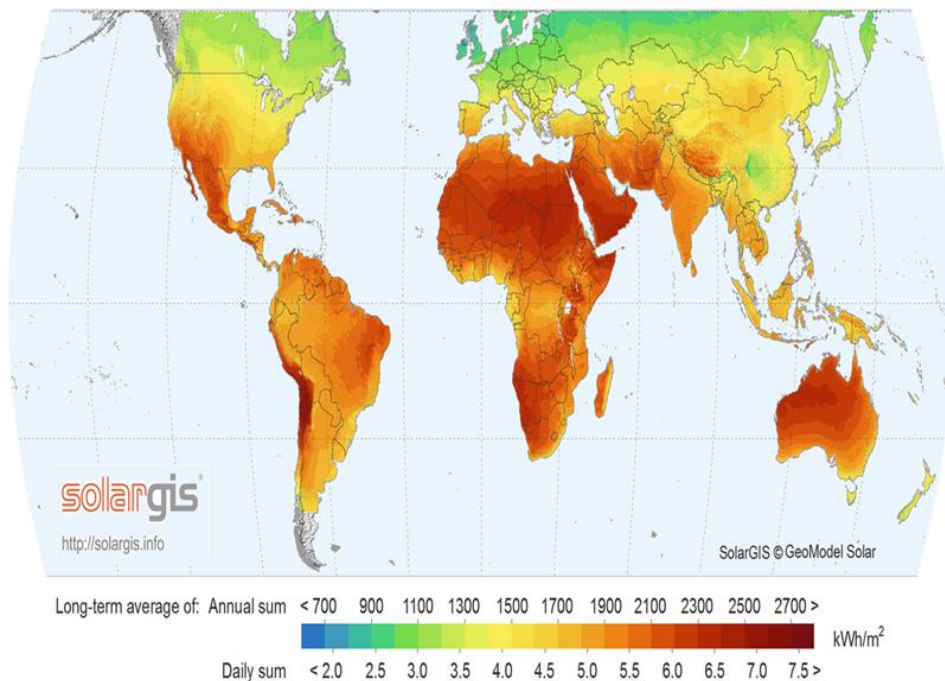 solargis
http://solargis.info
SolarGIS © GeoModel Solar
Long-term average of: Annual sum < 700 900 1100 1300 1500 1700 1900 2100 2300 2500 2700 >
kWh/m²
Daily sum < 2.0 2.5 3.0 3.5 4.0 4.5 5.0 5.5 6.0 6.5 7.0 7.5 >